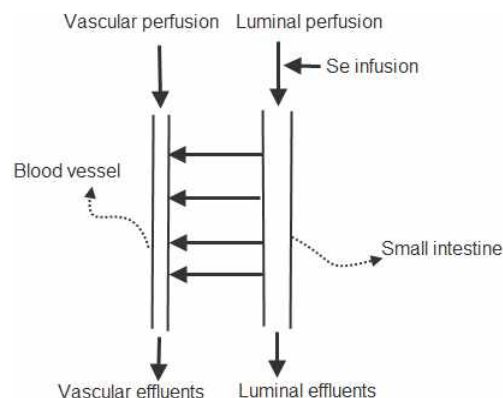 Vascular perfusion
Luminal perfusion
Se infusion
Blood vessel
Small intestine
Vascular effluents
Luminal effluents